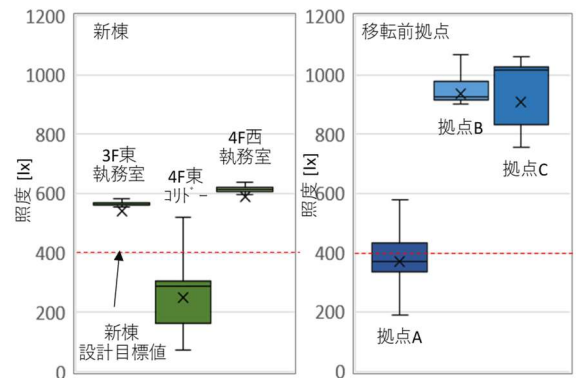 新棟
1200
1000
800
600
400
200
0
照度 [lx]
3F東
執務室
4F東
コリドー
4F西
執務室
新棟
設計目標値
移転前拠点
1200
1000
800
600
400
200
0
照度 [lx]
拠点A
拠点B
拠点C